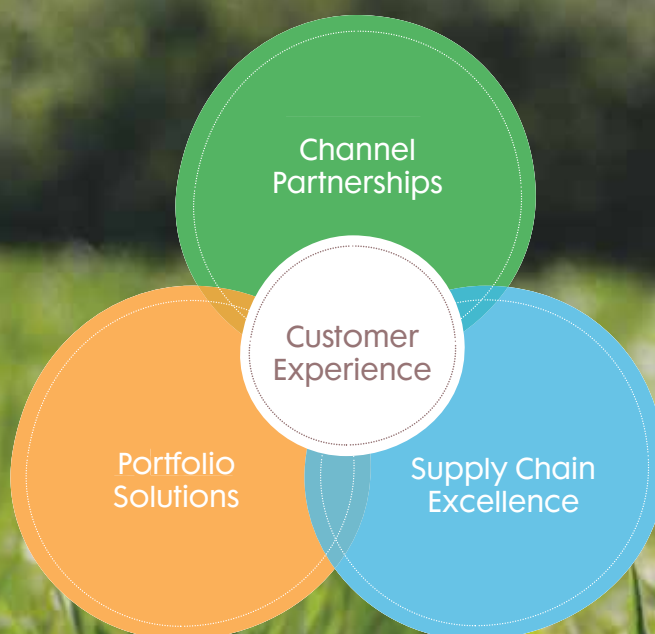 Channel
Partnerships
Customer
Experience
Portfolio
Solutions
Supply Chain
Excellence